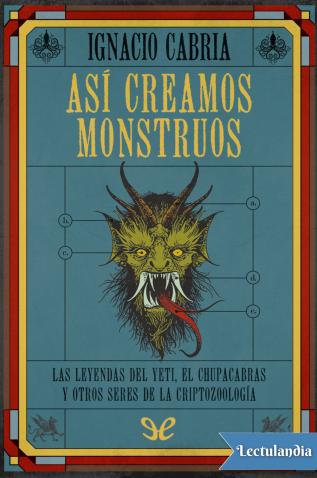 IGNACIO CABRIA
ASÍ CREAMOS
MONSTRUOS
a.
b.
c.
d.
e.
LAS LEYENDAS DEL YETI, EL CHUPACABRAS
Y OTROS SERES DE LA CRIPTOZOOLOGÍA
Lectulandia